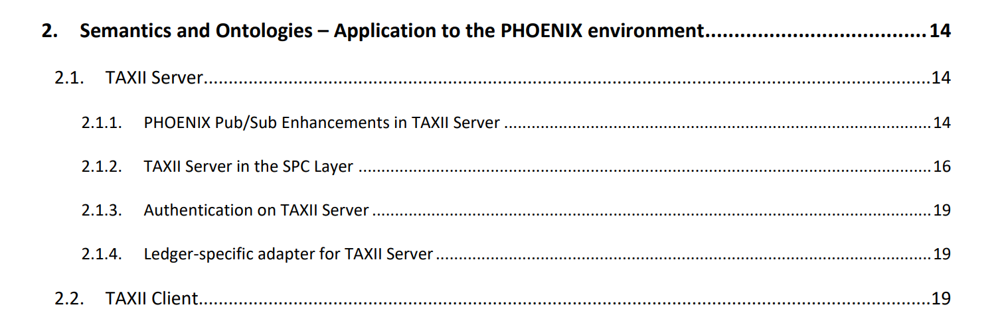 2. Semantics and Ontologies – Application to the PHOENIX environment..................................... 14
2.1. TAXII Server.................................................................................................................................................14
2.1.1. PHOENIX Pub/Sub Enhancements in TAXII Server ..............................................................................................14
2.1.2. TAXII Server in the SPC Layer ..............................................................................................................................16
2.1.3. Authentication on TAXII Server ...........................................................................................................................19
2.1.4. Ledger-specific adapter for TAXII Server .............................................................................................................19
2.2. TAXII Client..................................................................................................................................................19